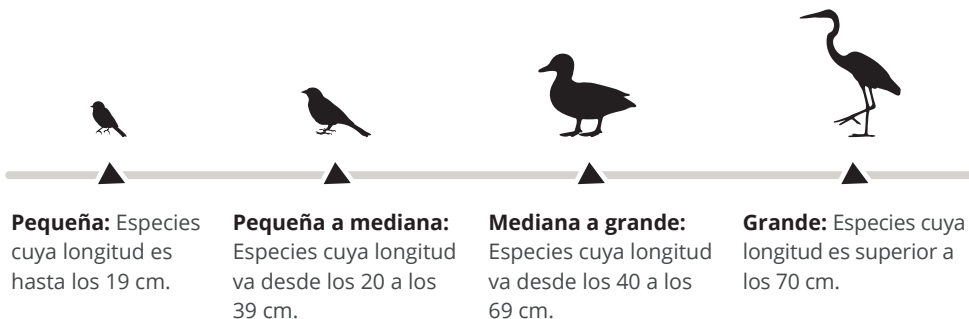 Pequeña: Especies
cuya longitud es
hasta los 19 cm.
Pequeña a mediana:
Especies cuya longitud
va desde los 20 a los
39 cm.
Mediana a grande:
Especies cuya longitud
va desde los 40 a los
69 cm.
Grande: Especies cuya
longitud es superior a
los 70 cm.